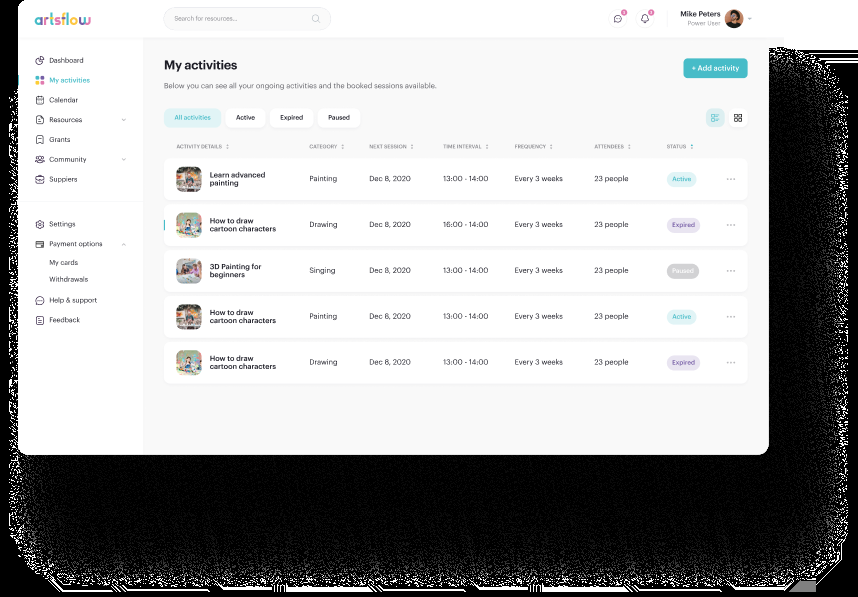 artsflow
Search for resources...
Mike Peters
Power User
Dashboard
My activities
Calendar
Resources
Grants
Community
Suppiers
Settings
Payment options
My cards
Withdrawals
Help & support
Feedback
My activities
+ Add activity
Below you can see all your ongoing activities and the booked sessions available.
All activities Active Expired Paused
ACTIVITY DETAILS CATEGORY NEXT SESSION TIME INTERVAL FREQUENCY ATTENDEES STATUS
Learn advanced
painting
Painting Dec 8, 2020 13:00 - 14:00 Every 3 weeks 23 people Active
How to draw
cartoon characters
Drawing Dec 8, 2020 16:00 - 14:00 Every 3 weeks 23 people Expired
3D Painting for
beginners
Singing Dec 8, 2020 13:00 - 14:00 Every 3 weeks 23 people Paused
How to draw
cartoon characters
Painting Dec 8, 2020 13:00 - 14:00 Every 3 weeks 23 people Active
How to draw
cartoon characters
Drawing Dec 8, 2020 13:00 - 14:00 Every 3 weeks 23 people Expired